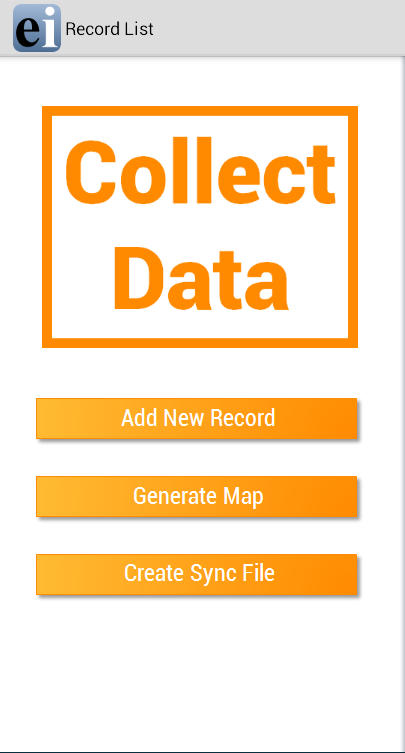 ei Record List
Collect
Data
Add New Record
Generate Map
Create Sync File